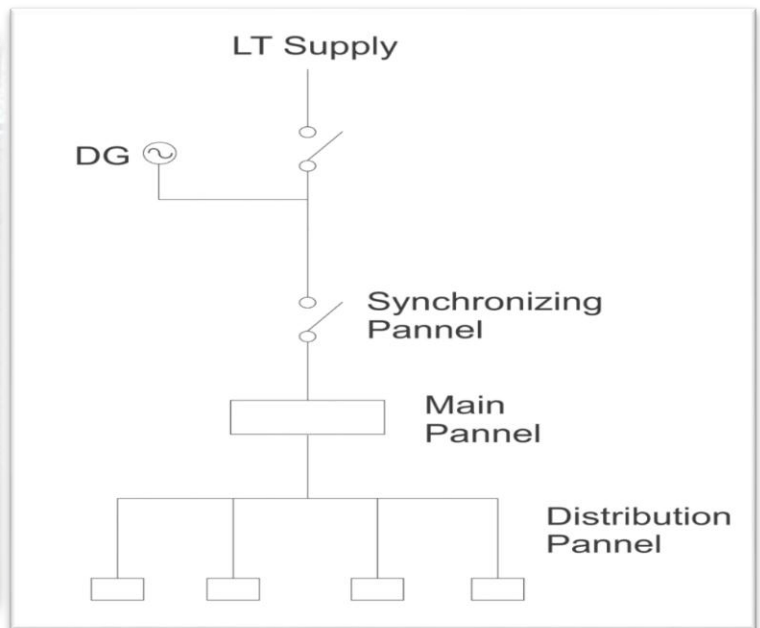 LT Supply
DG
Synchronizing
Pannel
Main
Pannel
Distribution
Pannel